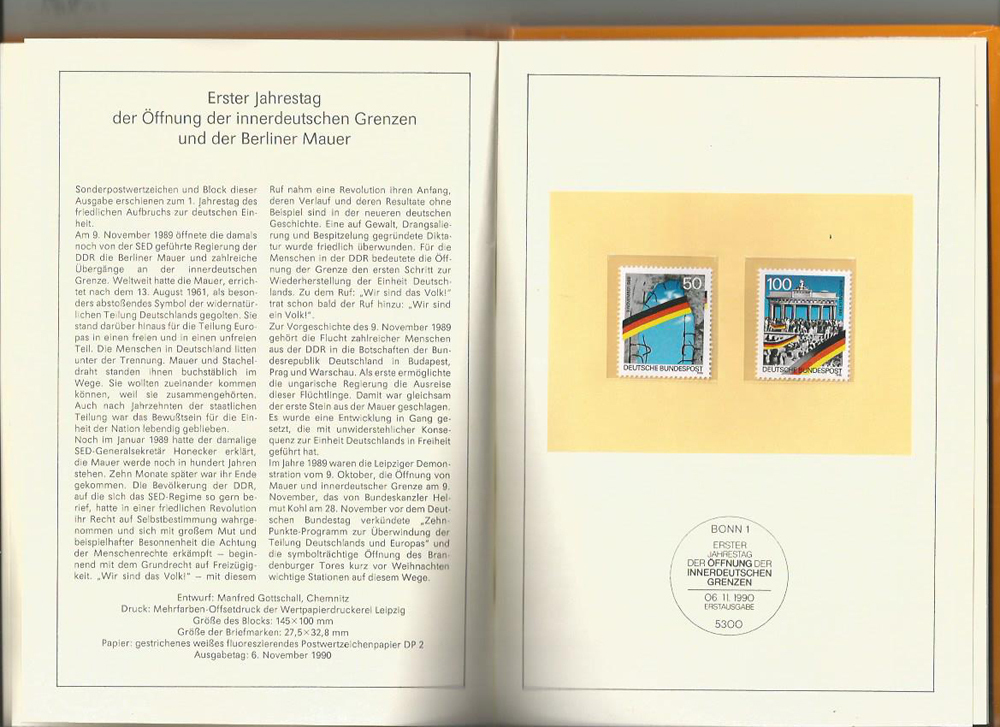 Erster Jahrestag
der Öffnung der innerdeutschen Grenzen
und der Berliner Mauer
Sonderpostwertzeichen und Block dieser
Ausgabe erschienen zum 1. Jahrestag des
friedlichen Aufbruchs zur deutschen Ein-
heit.
Am 9. November 1989 öffnete die damals
noch von der SED geführte Regierung der
DDR die Berliner Mauer und zahlreiche
Übergänge an der innerdeutschen
Grenze. Weltweit hatte die Mauer, errich-
tet nach dem 13. August 1961, als beson-
ders abstoßendes Symbol der widernatür-
lichen Teilung Deutschlands gegolten. Sie
stand darüber hinaus für die Teilung Euro-
pas in einen freien und in einen unfreien
Teil. Die Menschen in Deutschland litten
unter der Trennung. Mauer und Stachel-
draht standen ihnen buchstäblich im
Wege. Sie wollten zueinander kommen
können, weil sie zusammengehörten.
Auch nach Jahrzehnten der staatlichen
Teilung war das Bewußtsein für die Ein-
heit der Nation lebendig geblieben.
Noch im Januar 1989 hatte der damalige
SED-Generalsekretär Honecker erklärt,
die Mauer werde noch in hundert Jahren
stehen. Zehn Monate später war ihr Ende
gekommen. Die Bevölkerung der DDR,
auf die sich das SED-Regime so gern be-
rief, hatte in einer friedlichen Revolution
ihr Recht auf Selbstbestimmung wahrge-
nommen und sich mit großem Mut und
beispielhafter Besonnenheit die Achtung
der Menschenrechte erkämpft – begin-
nend mit dem Grundrecht auf Freizügig-
keit. „Wir sind das Volk!“ – mit diesem
Ruf nahm eine Revolution ihren Anfang,
deren Verlauf und deren Resultate ohne
Beispiel sind in der neueren deutschen
Geschichte. Eine auf Gewalt, Drangsalie-
rung und Bespitzelung gegründete Dikta-
tur wurde friedlich überwunden. Für die
Menschen in der DDR bedeutete die Öff-
nung der Grenze den ersten Schritt zur
Wiederherstellung der Einheit Deutsch-
lands. Zu dem Ruf: „Wir sind das Volk!“
trat schon bald der Ruf hinzu: „Wir sind
ein Volk!“.
Zur Vorgeschichte des 9. November 1989
gehört die Flucht zahlreicher Menschen
aus der DDR in die Botschaften der Bun-
desrepublik Deutschland in Budapest,
Prag und Warschau. Als erste ermöglichte
die ungarische Regierung die Ausreise
dieser Flüchtlinge. Damit war gleichsam
der erste Stein aus der Mauer geschlagen.
Es wurde eine Entwicklung in Gang ge-
setzt, die mit unwiderstehlicher Konse-
quenz zur Einheit Deutschlands in Freiheit
geführt hat.
Im Jahre 1989 waren die Leipziger Demon-
stration vom 9. Oktober, die Öffnung von
Mauer und innerdeutscher Grenze am 9.
November, das von Bundeskanzler Hel-
mut Kohl am 28. November vor dem Deut-
schen Bundestag verkündete „Zehn-
Punkte-Programm zur Überwindung der
Teilung Deutschlands und Europas“ und
die symbolträchtige Öffnung des Bran-
denburger Tores kurz vor Weihnachten
wichtige Stationen auf diesem Wege.
Entwurf: Manfred Gottschall, Chemnitz
Druck: Mehrfarben-Offsetdruck der Wertpapierdruckerei Leipzig
Größe des Blocks: 145×100 mm
Größe der Briefmarken: 27,5×32,8 mm
Papier: gestrichenes weißes fluoreszierendes Postwertzeichenpapier DP 2
Ausgabetag: 6. November 1990
50
DEUTSCHE BUNDESPOST
100
DEUTSCHE BUNDESPOST
BONN 1
ERSTER
JAHRESTAG
DER ÖFFNUNG DER
INNERDEUTSCHEN
GRENZEN
06.11.1990
ERSTAUSGABE
5300